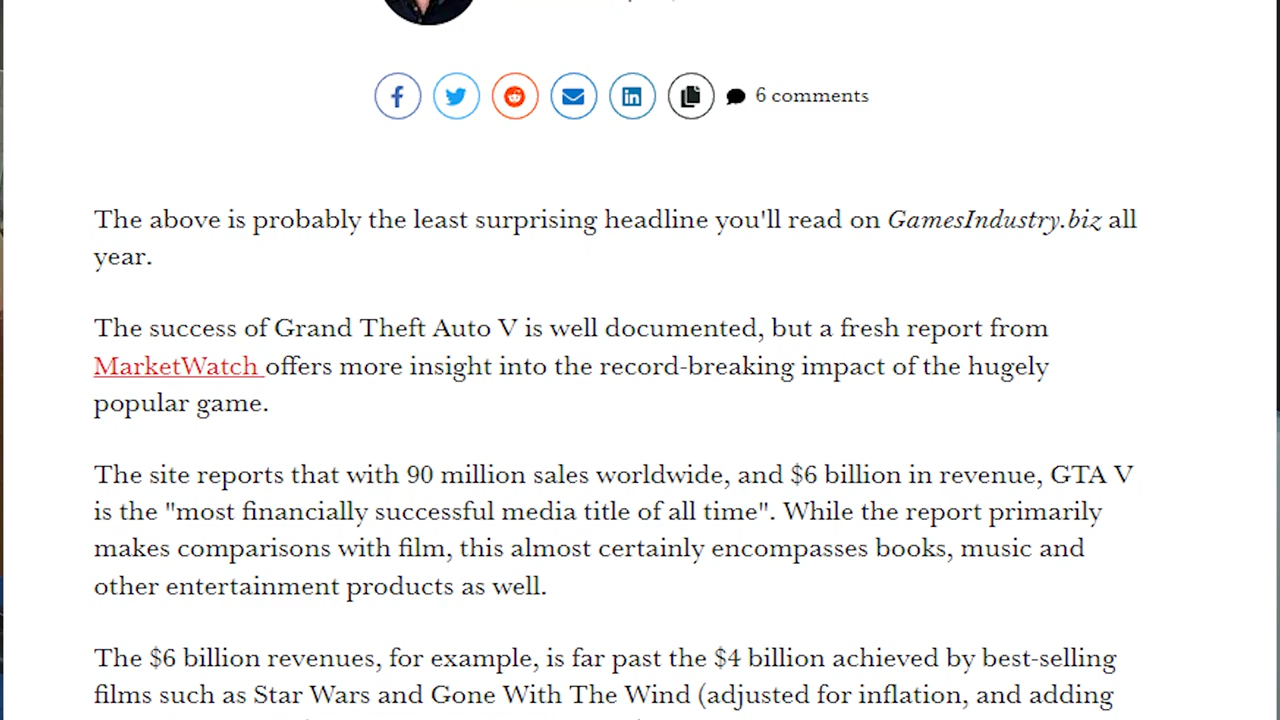 6 comments
The above is probably the least surprising headline you'll read on GamesIndustry.biz all
year.
The success of Grand Theft Auto V is well documented, but a fresh report from
MarketWatch offers more insight into the record-breaking impact of the hugely
popular game.
The site reports that with 90 million sales worldwide, and $6 billion in revenue, GTA V
is the "most financially successful media title of all time". While the report primarily
makes comparisons with film, this almost certainly encompasses books, music and
other entertainment products as well.
The $6 billion revenues, for example, is far past the $4 billion achieved by best-selling
films such as Star Wars and Gone With The Wind (adjusted for inflation, and adding